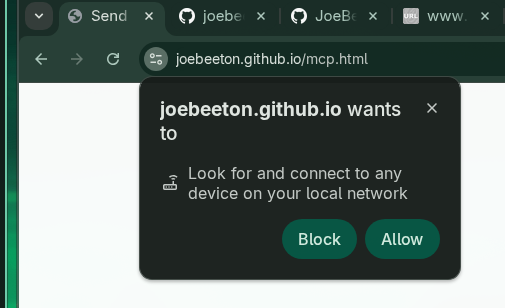 Send
joebe
JoeBe
URL
www.
joebeeton.github.io/mcp.html
joebeeton.github.io wants
to
Look for and connect to any
device on your local network
Block Allow